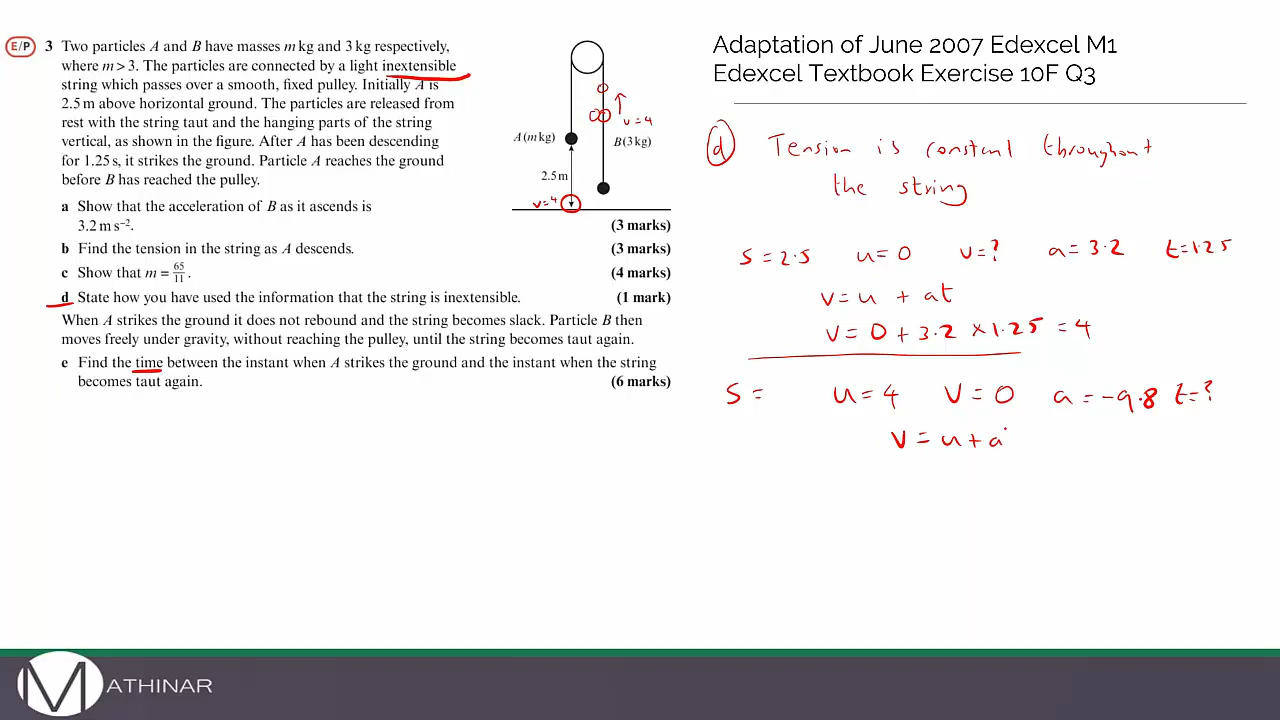 E/P 3 Two particles A and B have masses m kg and 3 kg respectively,
where m > 3. The particles are connected by a light inextensible
string which passes over a smooth, fixed pulley. Initially A is
2.5 m above horizontal ground. The particles are released from
rest with the string taut and the hanging parts of the string
vertical, as shown in the figure. After A has been descending
for 1.25 s, it strikes the ground. Particle A reaches the ground
before B has reached the pulley.
a Show that the acceleration of B as it ascends is
3.2 m s⁻². (3 marks)
b Find the tension in the string as A descends. (3 marks)
c Show that m = 65/11. (4 marks)
d State how you have used the information that the string is inextensible. (1 mark)
When A strikes the ground it does not rebound and the string becomes slack. Particle B then
moves freely under gravity, without reaching the pulley, until the string becomes taut again.
e Find the time between the instant when A strikes the ground and the instant when the string
becomes taut again. (6 marks)
v=4
A (m kg)
B (3 kg)
2.5 m
v=4
Adaptation of June 2007 Edexcel M1
Edexcel Textbook Exercise 10F Q3
d Tension is constant throughout
the string
s = 2.5 u = 0 v = ? a = 3.2 t = 1.25
v = u + at
v = 0 + 3.2 × 1.25 = 4
s = u = 4 v = 0 a = -9.8 t = ?
v = u + a
MATHINAR